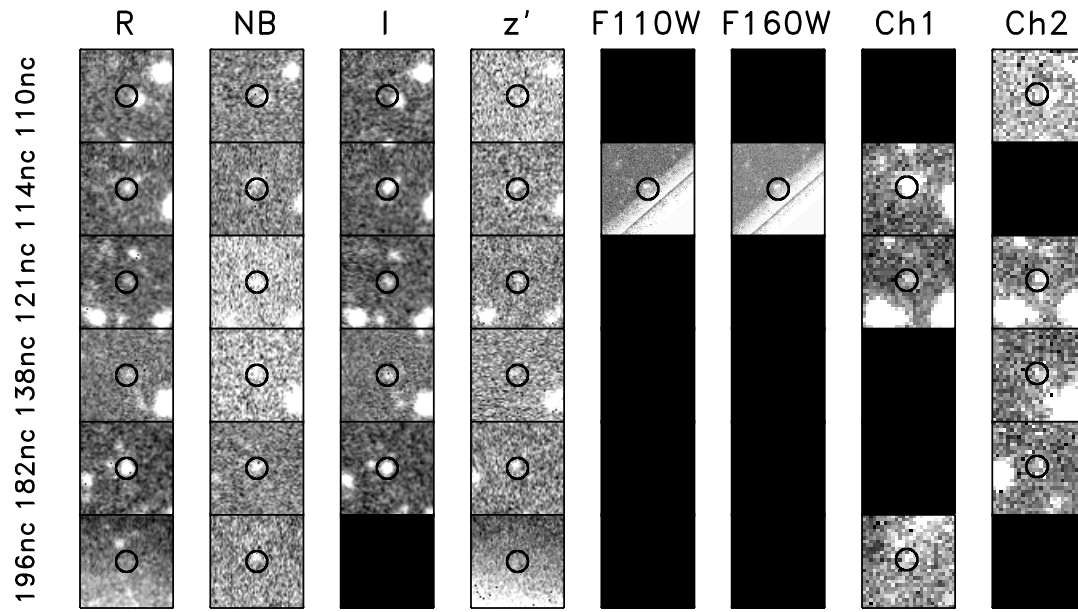 R NB I z' F110W F160W Ch1 Ch2
110nc
114nc
121nc
138nc
182nc
196nc